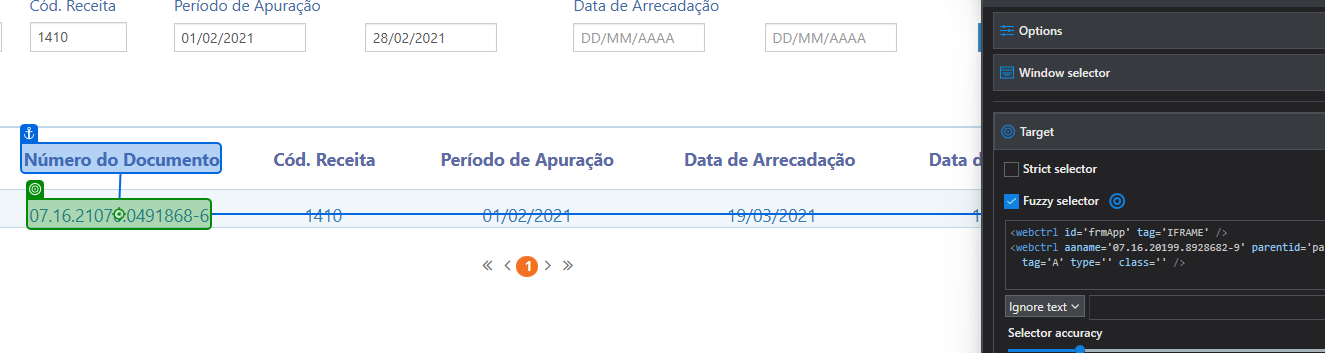 Cód. Receita Período de Apuração Data de Arrecadação
1410 01/02/2021 28/02/2021 DD/MM/AAAA DD/MM/AAAA
Options
Window selector
Número do Documento Cód. Receita Período de Apuração Data de Arrecadação Data d
Target
Strict selector
Fuzzy selector
07.16.2107 0491868-6 1410 01/02/2021 19/03/2021 1
<webctrl id='frmApp' tag='IFRAME' />
<webctrl aaname='07.16.20199.8928682-9' parentid='pa
tag='A' type='' class='' />
« < 1 > »
Ignore text
Selector accuracy